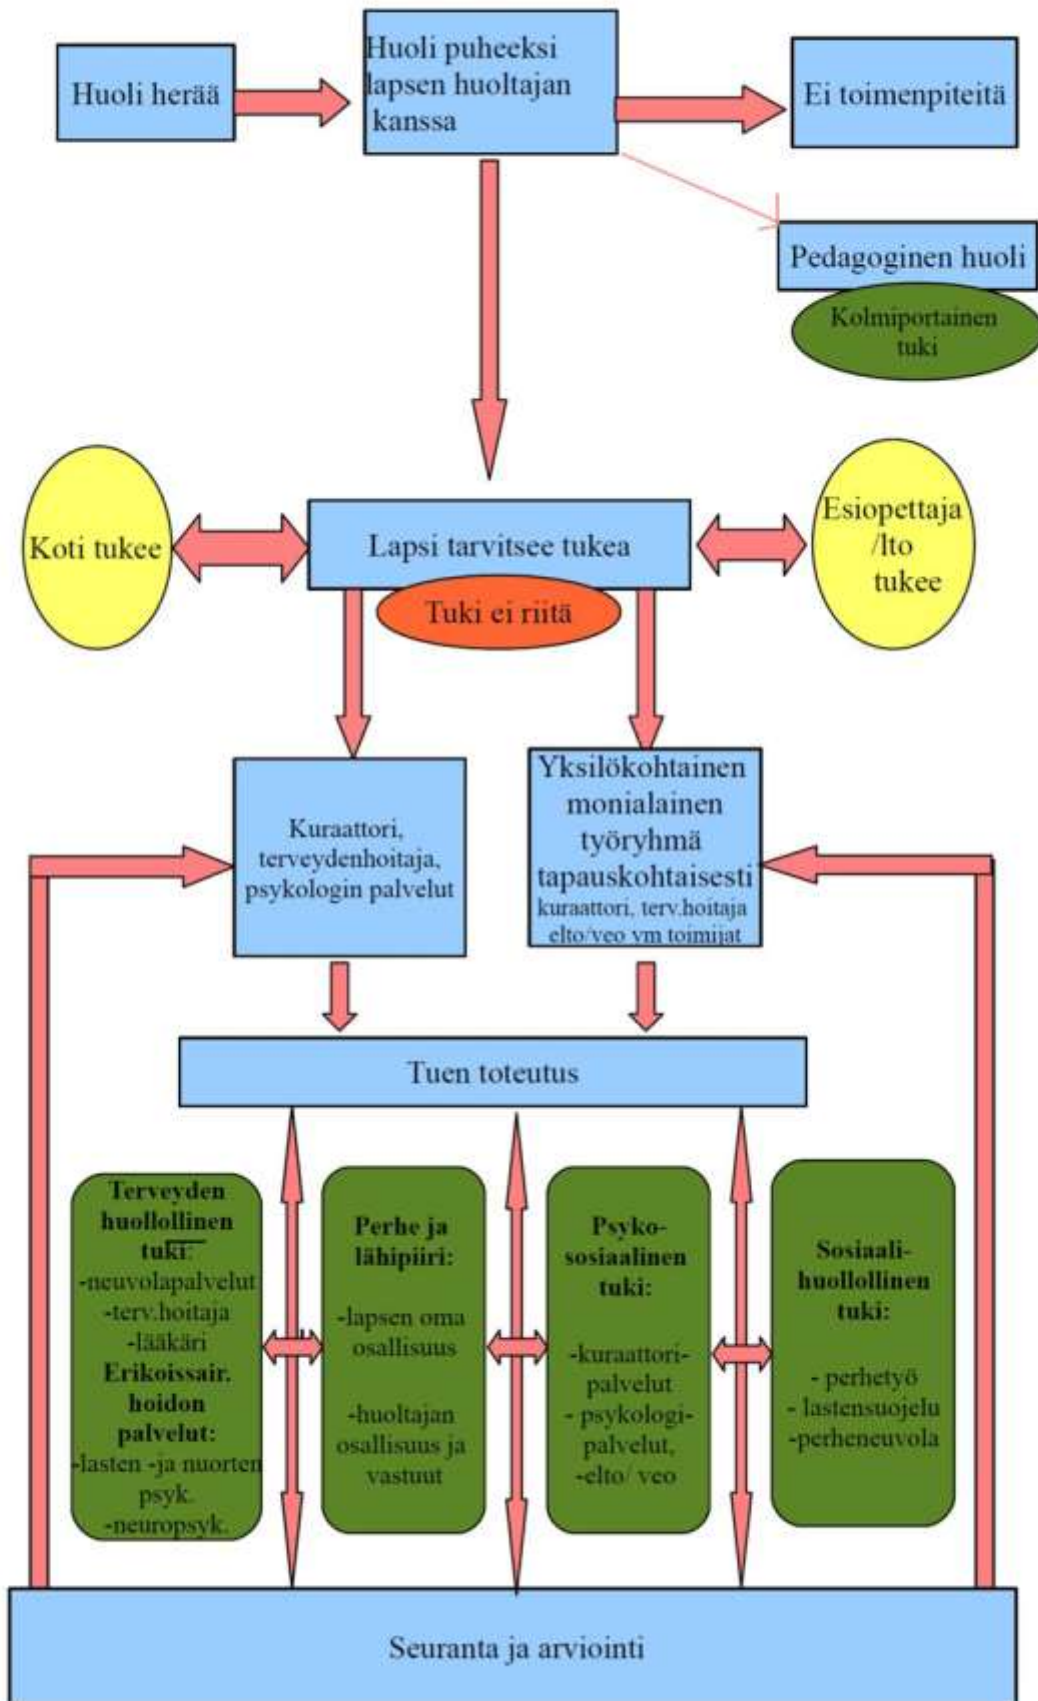 Huoli herää
Huoli puheeksi
lapsen huoltajan
kanssa
Ei toimenpiteitä
Pedagoginen huoli
Kolmiportainen
tuki
Koti tukee
Lapsi tarvitsee tukea
Tuki ei riitä
Esiopettaja
/lto
tukee
Kuraattori,
terveydenhoitaja,
psykologin palvelut
Yksilökohtainen
monialainen
työryhmä
tapauskohtaisesti
kuraattori, terv.hoitaja
elto/veo vm toimijat
Tuen toteutus
Terveyden
huollollinen
tuki:
-neuvolapalvelut
-terv.hoitaja
-lääkäri
Erikoissair.
hoidon
palvelut:
-lasten -ja nuorten
psyk.
-neuropsyk.
Perhe ja
lähipiiri:
-lapsen oma
osallisuus
-huoltajan
osallisuus ja
vastuut
Psyko-
sosiaalinen
tuki:
-kuraattori-
palvelut
- psykologi-
palvelut,
-elto/ veo
Sosiaali-
huollollinen
tuki:
- perhetyö
- lastensuojelu
-perheneuvola
Seuranta ja arviointi